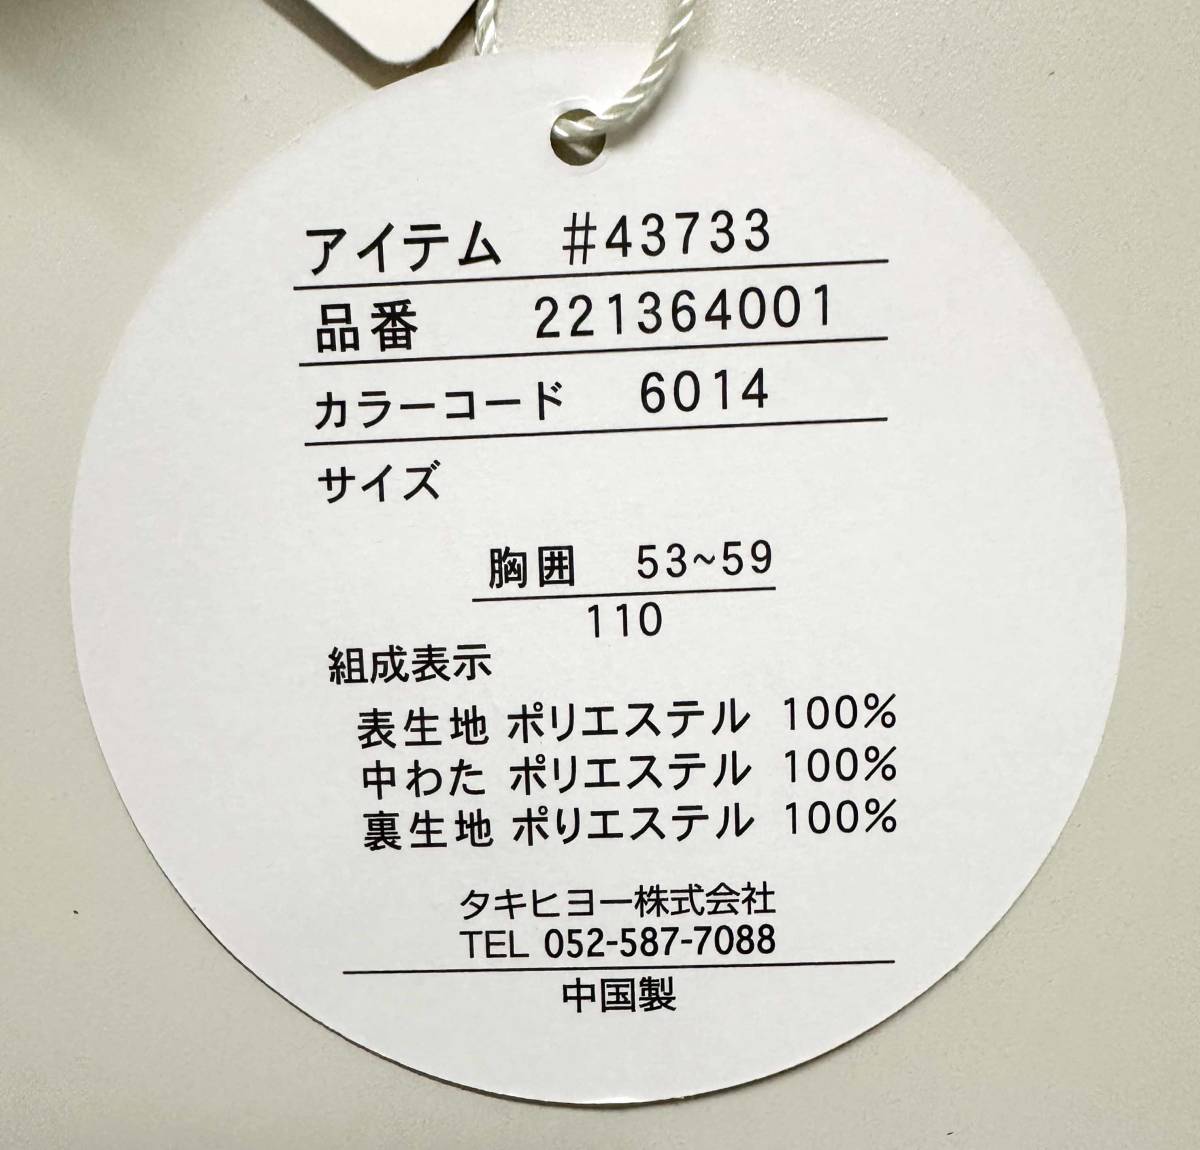 アイテム #43733
品番 221364001
カラーコード 6014
サイズ
胸囲 53~59
110
組成表示
表生地 ポリエステル 100%
中わた ポリエステル 100%
裏生地 ポリエステル 100%
タキヒヨー株式会社
TEL 052-587-7088
中国製